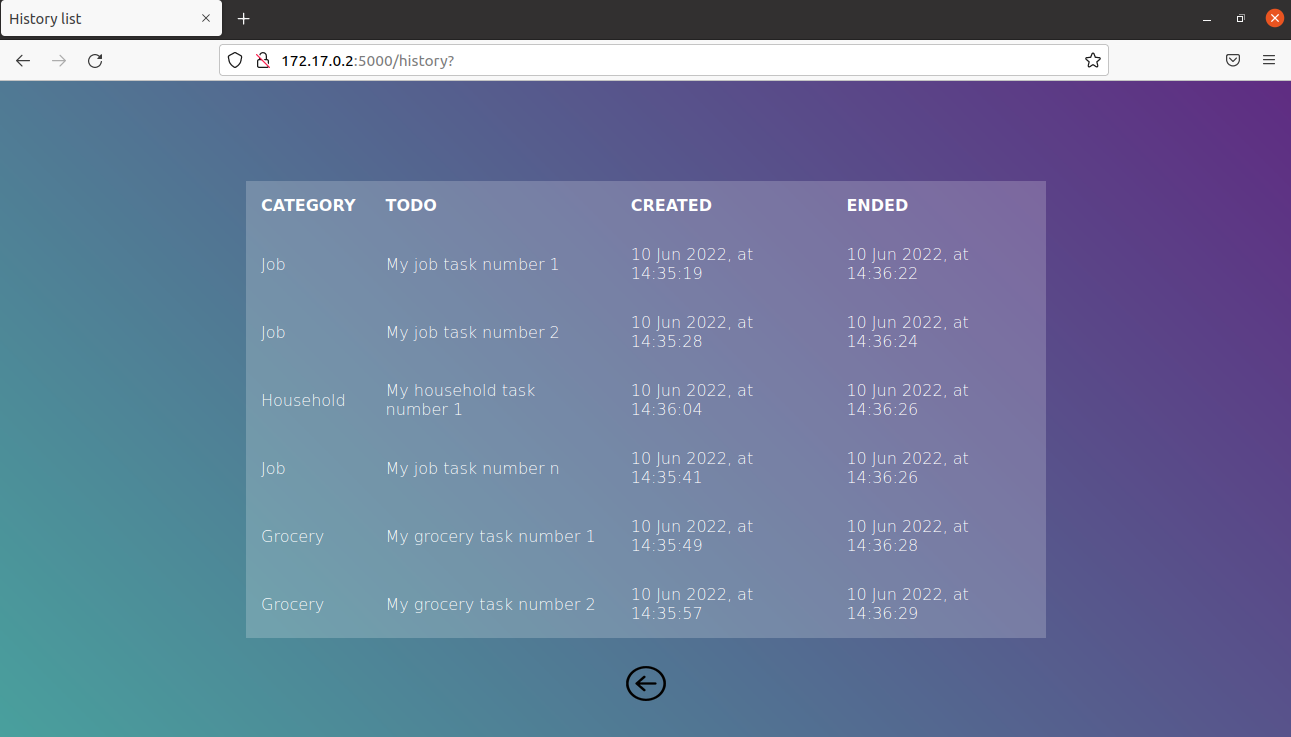 History list
172.17.0.2:5000/history?
CATEGORY TODO CREATED ENDED
Job My job task number 1 10 Jun 2022, at 14:35:19 10 Jun 2022, at 14:36:22
Job My job task number 2 10 Jun 2022, at 14:35:28 10 Jun 2022, at 14:36:24
Household My household task number 1 10 Jun 2022, at 14:36:04 10 Jun 2022, at 14:36:26
Job My job task number n 10 Jun 2022, at 14:35:41 10 Jun 2022, at 14:36:26
Grocery My grocery task number 1 10 Jun 2022, at 14:35:49 10 Jun 2022, at 14:36:28
Grocery My grocery task number 2 10 Jun 2022, at 14:35:57 10 Jun 2022, at 14:36:29